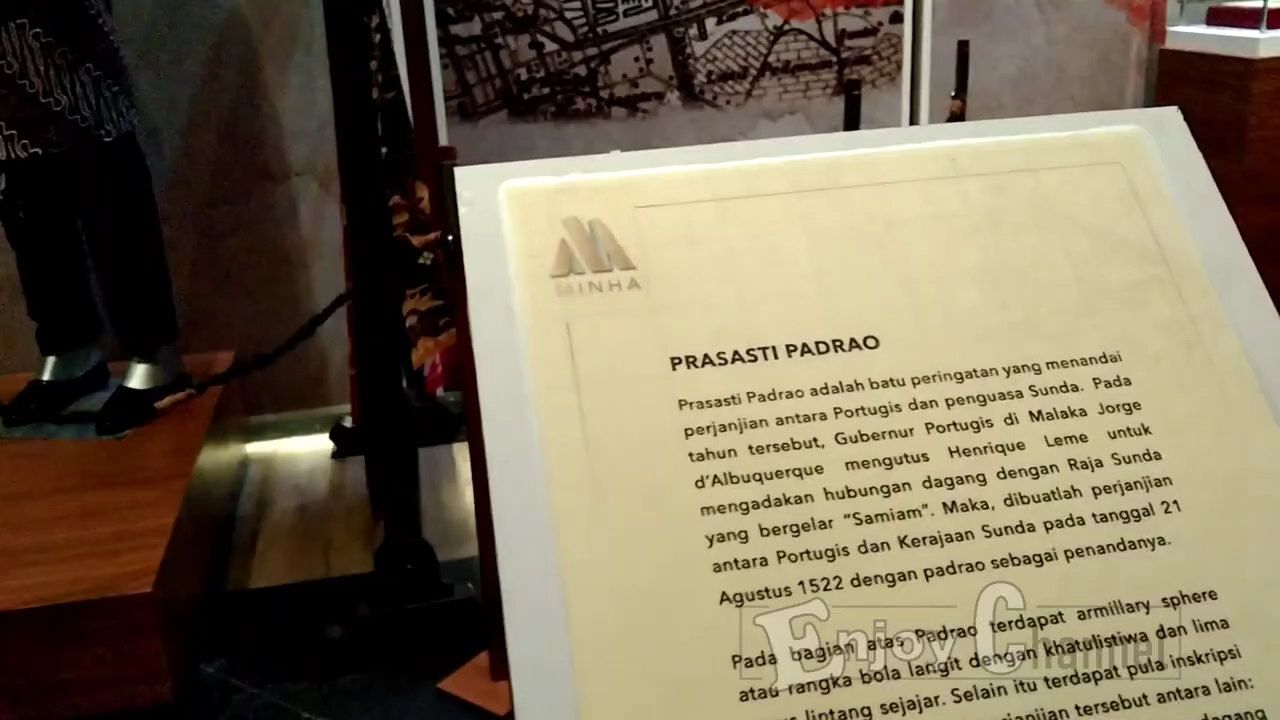 MINHA
PRASASTI PADRAO
Prasasti Padrao adalah batu peringatan yang menandai
perjanjian antara Portugis dan penguasa Sunda. Pada
tahun tersebut, Gubernur Portugis di Malaka Jorge
d'Albuquerque mengutus Henrique Leme untuk
mengadakan hubungan dagang dengan Raja Sunda
yang bergelar "Samiam". Maka, dibuatlah perjanjian
antara Portugis dan Kerajaan Sunda pada tanggal 21
Agustus 1522 dengan padrao sebagai penandanya.
Pada bagian atas Padrao terdapat armillary sphere
atau rangka bola langit dengan khatulistiwa dan lima
lintang sejajar. Selain itu terdapat pula inskripsi
tersebut antara lain:
Enjoy Channel